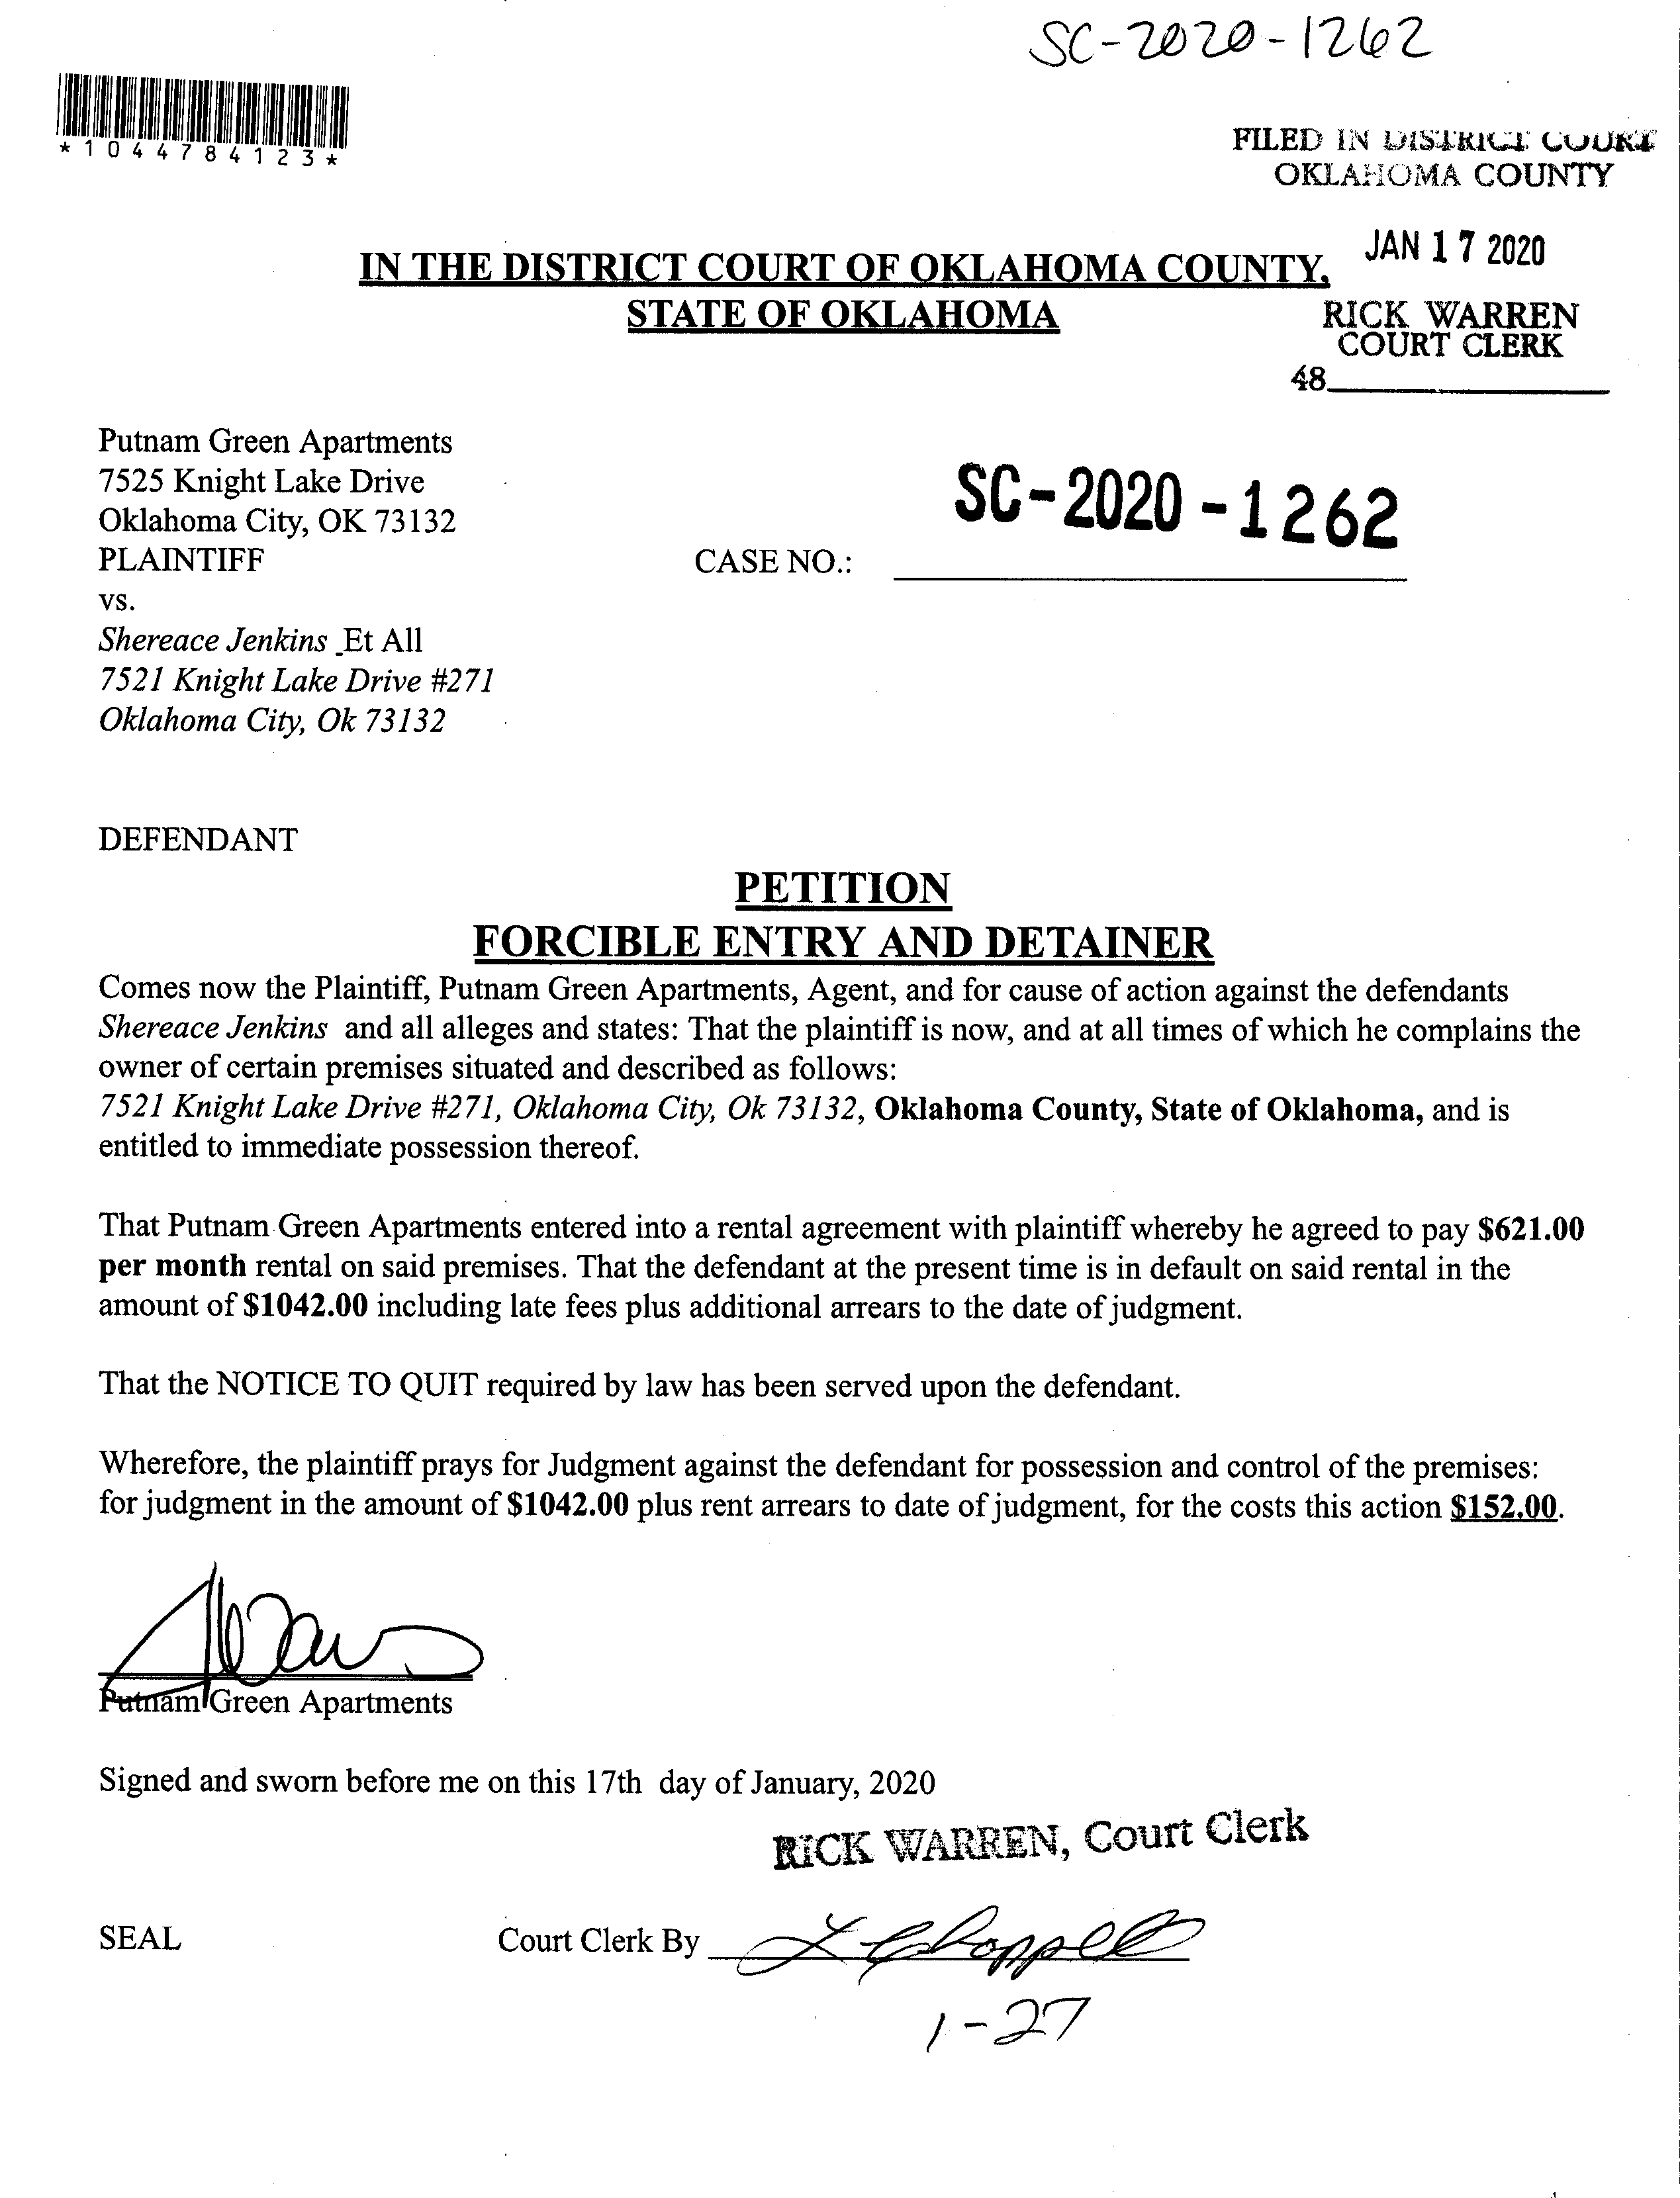 SC-2020-1262
*1044784123*
FILED IN DISTRICT COURT
OKLAHOMA COUNTY
JAN 17 2020
IN THE DISTRICT COURT OF OKLAHOMA COUNTY,
STATE OF OKLAHOMA
RICK WARREN
COURT CLERK
48
Putnam Green Apartments
7525 Knight Lake Drive
Oklahoma City, OK 73132
PLAINTIFF
SC-2020-1262
CASE NO.:
vs.
Shereace Jenkins Et All
7521 Knight Lake Drive #271
Oklahoma City, Ok 73132
DEFENDANT
PETITION
FORCIBLE ENTRY AND DETAINER
Comes now the Plaintiff, Putnam Green Apartments, Agent, and for cause of action against the defendants
Shereace Jenkins and all alleges and states: That the plaintiff is now, and at all times of which he complains the
owner of certain premises situated and described as follows:
7521 Knight Lake Drive #271, Oklahoma City, Ok 73132, Oklahoma County, State of Oklahoma, and is
entitled to immediate possession thereof.
That Putnam Green Apartments entered into a rental agreement with plaintiff whereby he agreed to pay $621.00
per month rental on said premises. That the defendant at the present time is in default on said rental in the
amount of $1042.00 including late fees plus additional arrears to the date of judgment.
That the NOTICE TO QUIT required by law has been served upon the defendant.
Wherefore, the plaintiff prays for Judgment against the defendant for possession and control of the premises:
for judgment in the amount of $1042.00 plus rent arrears to date of judgment, for the costs this action $152.00.
Putnam Green Apartments
Signed and sworn before me on this 17th day of January, 2020
RICK WARREN, Court Clerk
SEAL
Court Clerk By
1-27